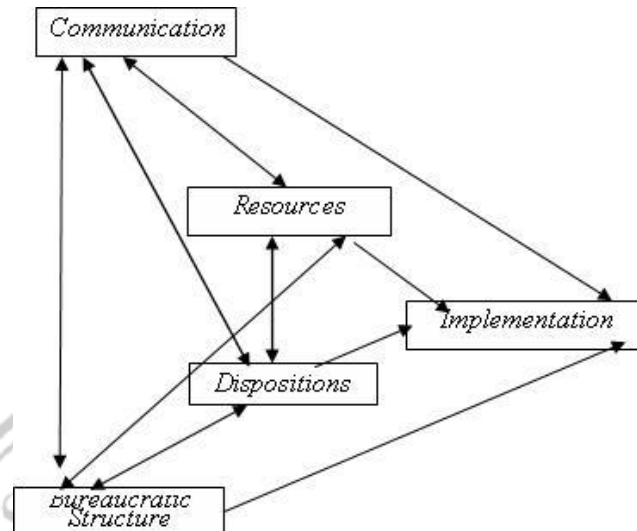 Communication
Resources
Implementation
Dispositions
Bureaucratic
Structure